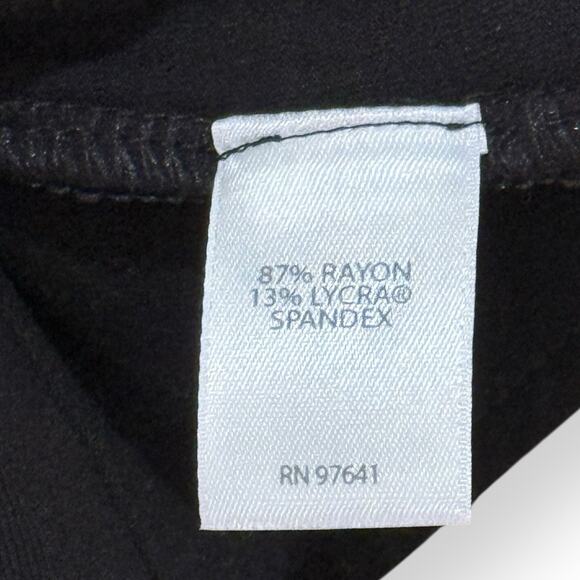 87% RAYON
13% LYCRA®
SPANDEX
RN 97641